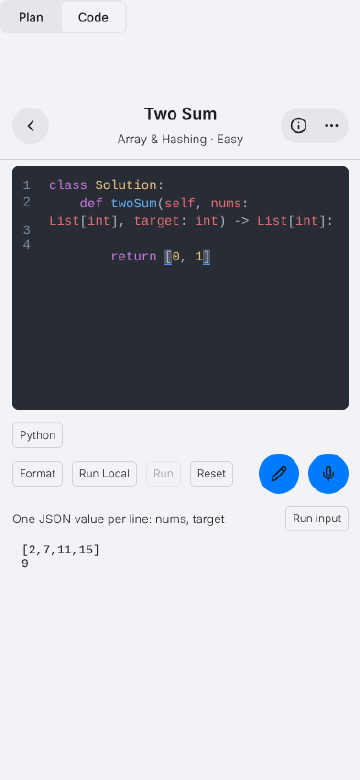 Plan Code
Two Sum
Array & Hashing · Easy
1 class Solution:
2 def twoSum(self, nums:
List[int], target: int) -> List[int]:
3
4 return [0, 1]
Python
Format Run Local Run Reset
One JSON value per line: nums, target Run input
[2,7,11,15]
9